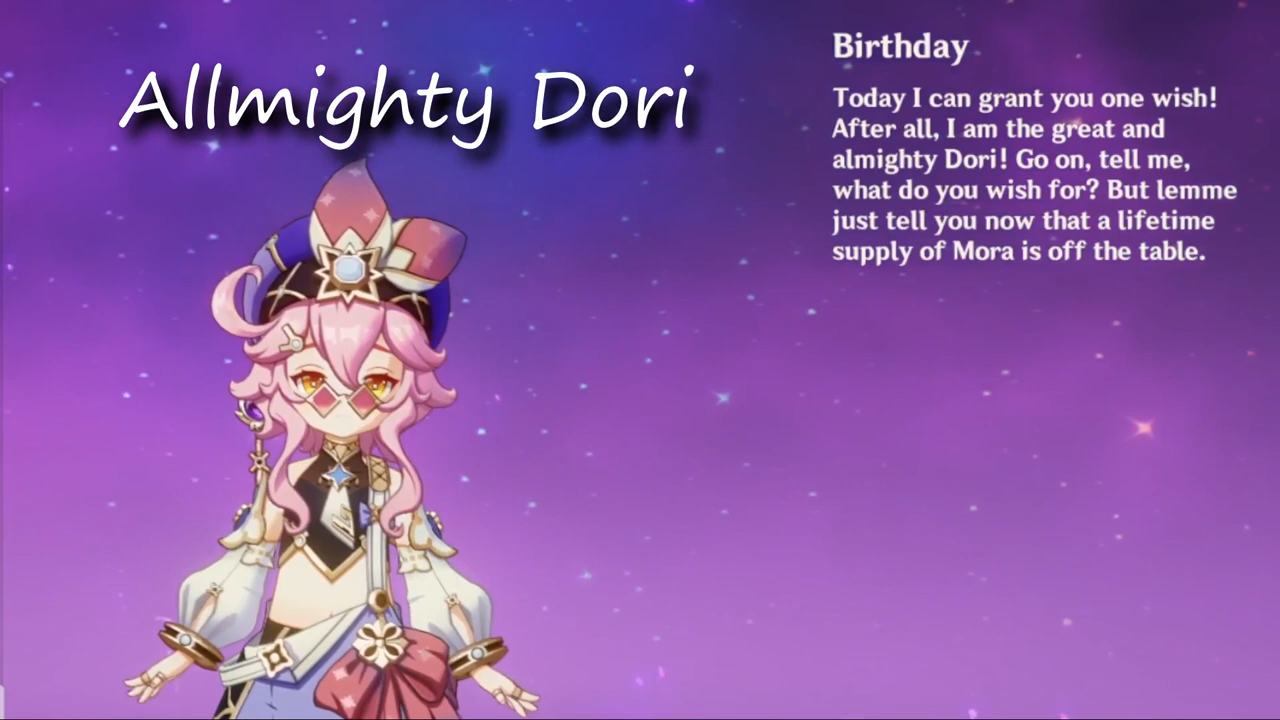 Allmighty Dori
Birthday
Today I can grant you one wish!
After all, I am the great and
almighty Dori! Go on, tell me,
what do you wish for? But lemme
just tell you now that a lifetime
supply of Mora is off the table.